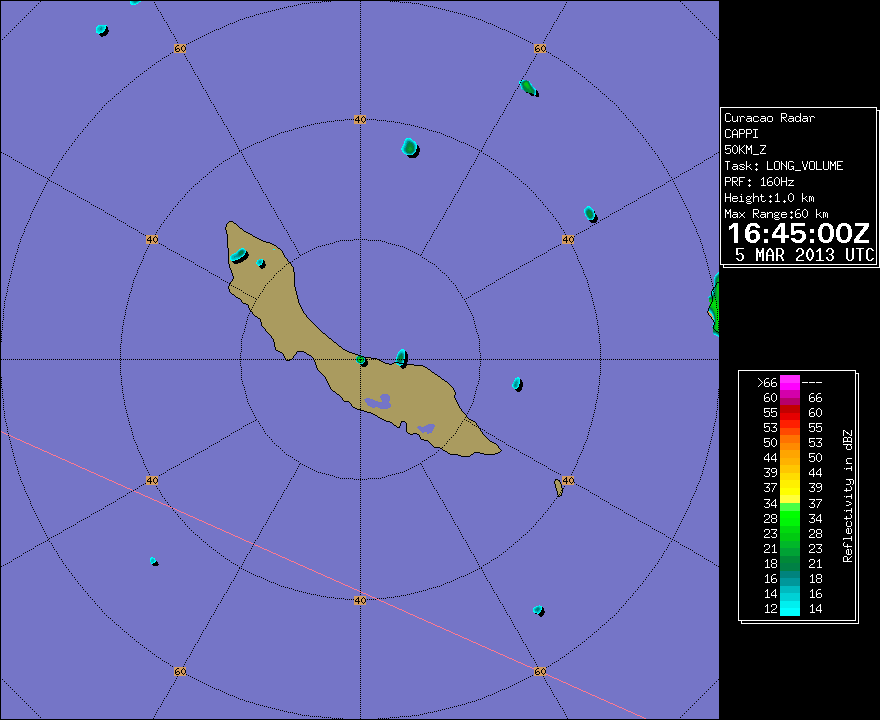 60
60
40
40
40
40
40
40
60
60
Curacao Radar
CAPPI
50KM_Z
Task: LONG_VOLUME
PRF: 160Hz
Height:1.0 km
Max Range:60 km
16:45:00Z
5 MAR 2013 UTC
>66 ---
60 66
55 60
53 55
50 53
44 50
39 44
37 39
34 37
28 34
23 28
21 23
18 21
16 18
14 16
12 14
Reflectivity in dBZ